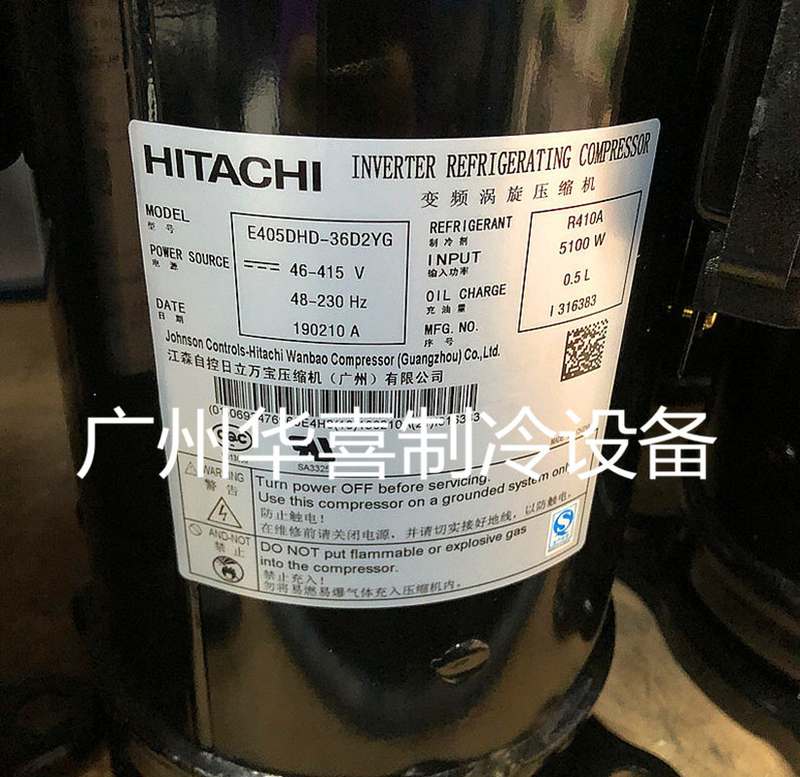 HITACHI INVERTER REFRIGERATING COMPRESSOR
变频涡旋压缩机
MODEL
型号
E405DHD-36D2YG
POWER SOURCE
电源
46-415 V
48-230 Hz
DATE
日期
190210 A
REFRIGERANT
制冷剂
R410A
INPUT
输入功率
5100 W
OIL CHARGE
充油量
0.5 L
MFG.NO.
序号
I 316383
Johnson Controls-Hitachi Wanbao Compressor (Guangzhou) Co.,Ltd.
江森自控日立万宝压缩机（广州）有限公司
广州华喜制冷设备
CQC
WARNING
警告
Turn power OFF before servicing.
Use this compressor on a grounded system only.
防止触电！
在维修前请关闭电源，并请切实接好地线，以防触电。
AND-NOT
禁止
DO NOT put flammable or explosive gas
into the compressor.
禁止充入！
勿将易燃易爆气体充入压缩机内。